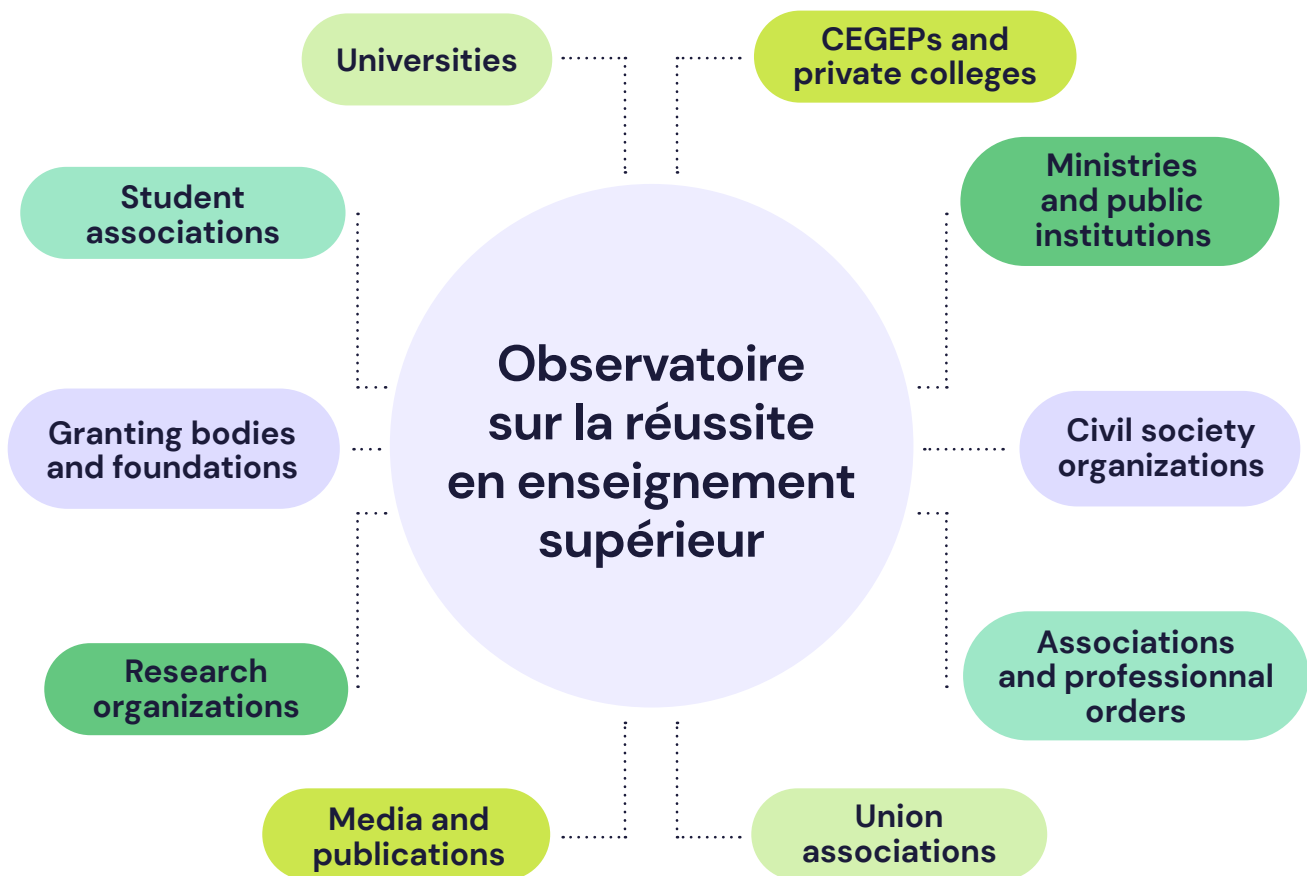 Universities
CEGEPs and
private colleges
Student
associations
Ministries
and public
institutions
Observatoire
sur la réussite
en enseignement
supérieur
Granting bodies
and foundations
Civil society
organizations
Research
organizations
Associations
and professionnal
orders
Media and
publications
Union
associations